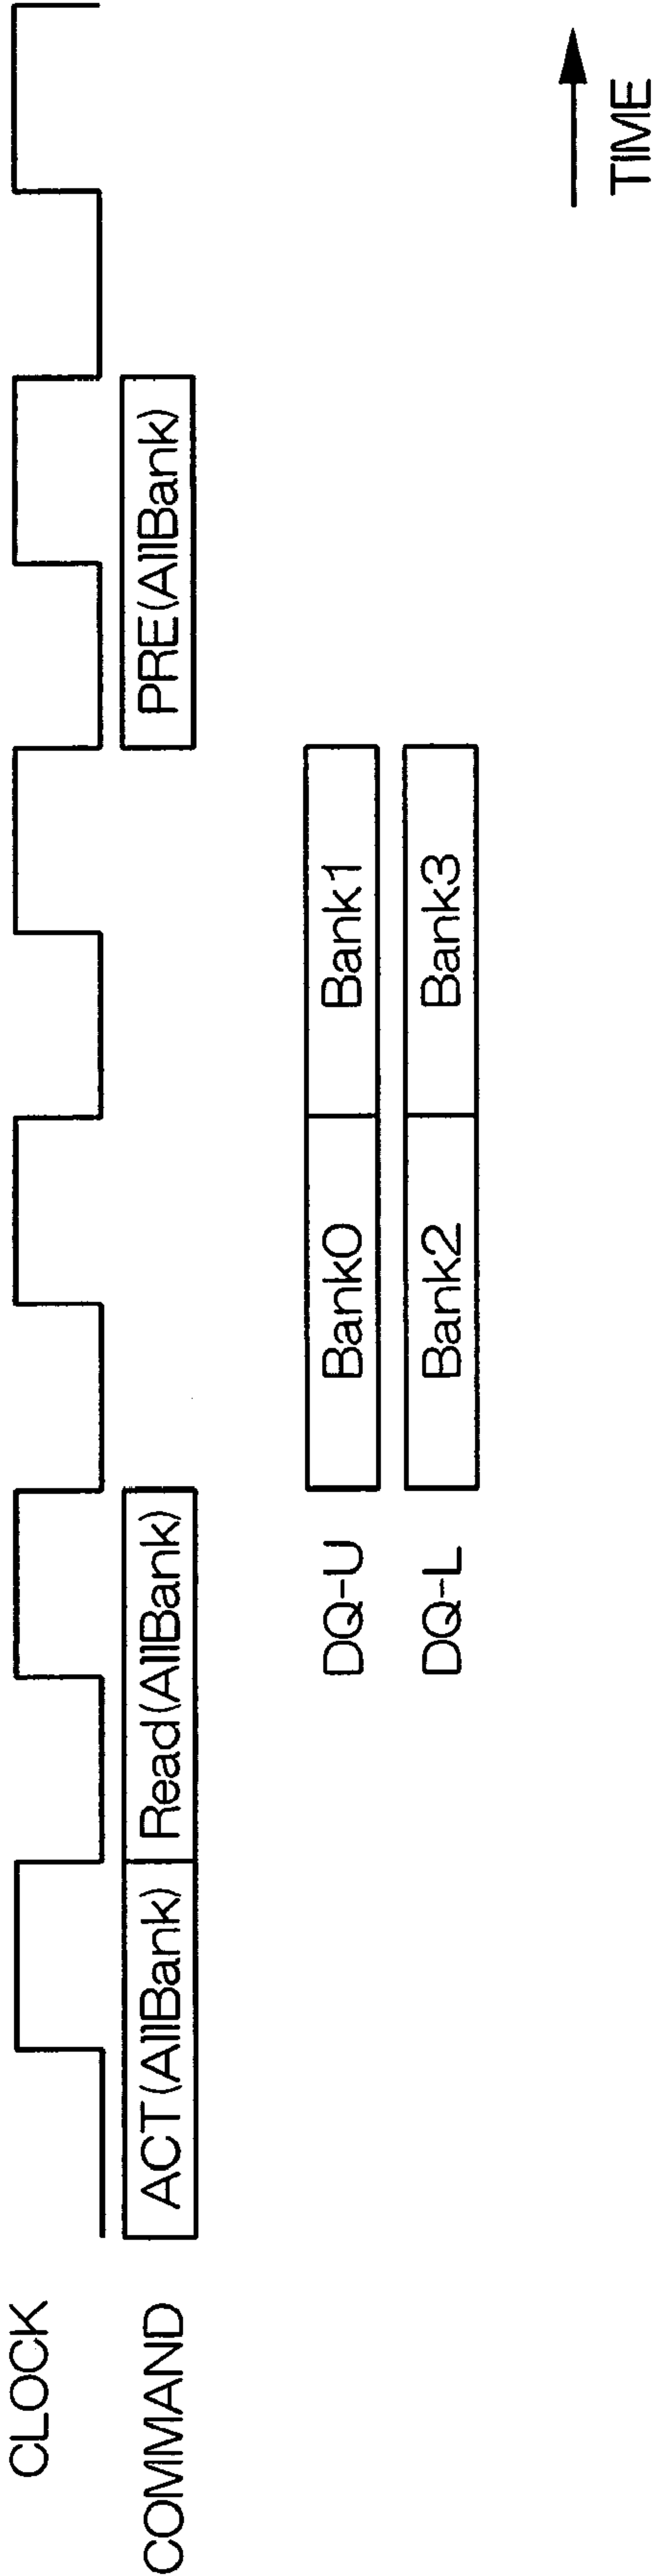 CLOCK
COMMAND ACT(AllBank) Read(AllBank) PRE(AllBank)
DQ-U Bank0 Bank1
DQ-L Bank2 Bank3
TIME